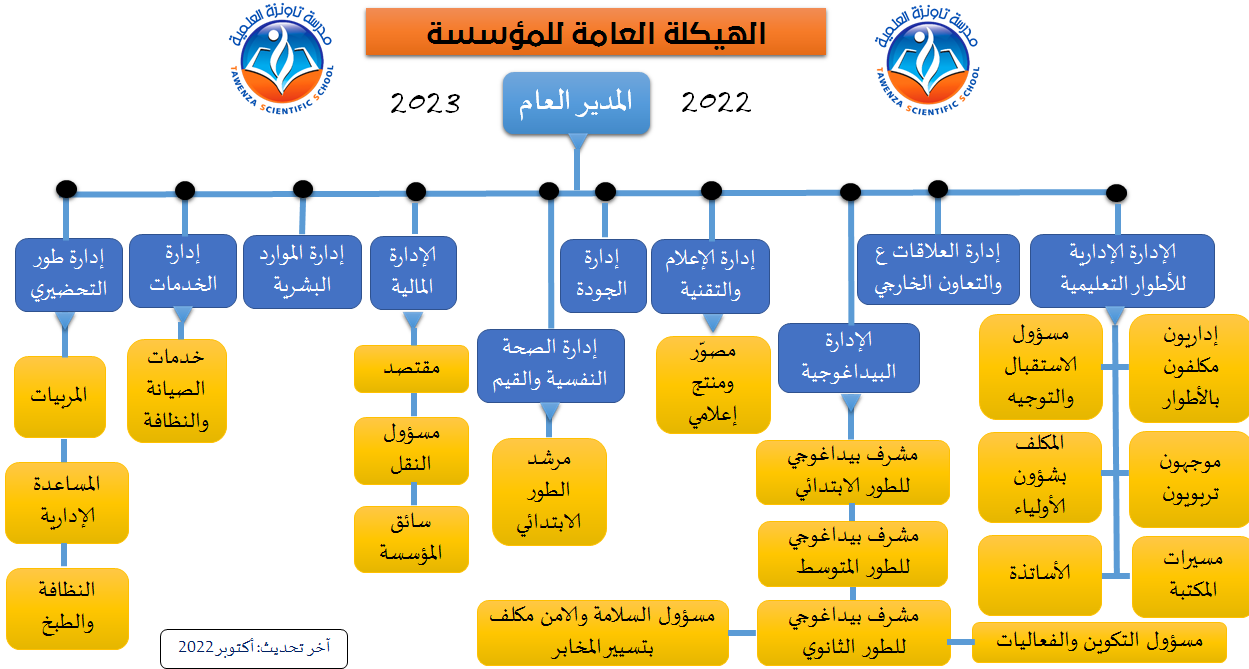 الهيكلة العامة للمؤسسة
مدرسة تاونزة العلمية
TAWENZA SCIENTIFIC SCHOOL
مدرسة تاونزة العلمية
TAWENZA SCIENTIFIC SCHOOL
2022
المدير العام
2023
الإدارة الإدارية
للأطوار التعليمية
إداريون
مكلفون
بالأطوار
مسؤول
الاستقبال
والتوجيه
موجهون
تربويون
المكلف
بشؤون
الأولياء
مسيرات
المكتبة
الأساتذة
إدارة العلاقات ع
والتعاون الخارجي
الإدارة
البيداغوجية
مشرف بيداغوجي
للطور الابتدائي
مشرف بيداغوجي
للطور المتوسط
مشرف بيداغوجي
للطور الثانوي
مسؤول التكوين والفعاليات
مسؤول السلامة والامن مكلف
بتسيير المخابر
إدارة الإعلام
والتقنية
مصوّر
ومنتج
إعلامي
إدارة
الجودة
إدارة الصحة
النفسية والقيم
مرشد
الطور
الابتدائي
الإدارة
المالية
مقتصد
مسؤول
النقل
سائق
المؤسسة
إدارة الموارد
البشرية
إدارة
الخدمات
خدمات
الصيانة
والنظافة
إدارة طور
التحضيري
المربيات
المساعدة
الإدارية
النظافة
والطبخ
آخر تحديث: أكتوبر 2022